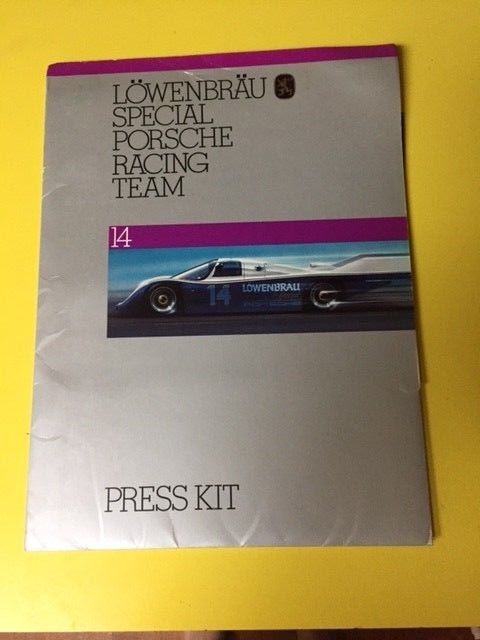 LÖWENBRÄU
SPECIAL
PORSCHE
RACING
TEAM
14
14
LÖWENBRÄU
PRESS KIT